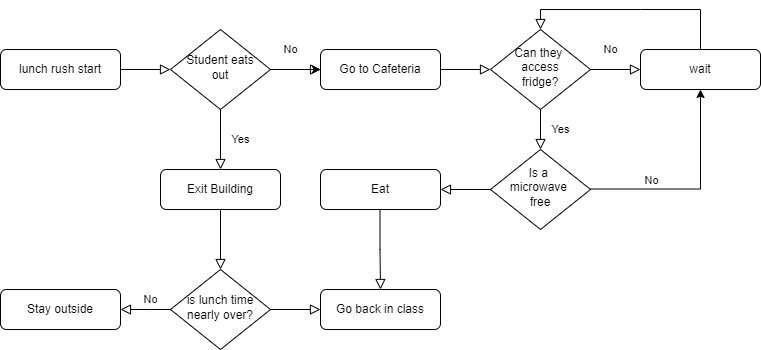 lunch rush start
Student eats
out
No
Go to Cafeteria
Can they
access
fridge?
No
wait
Yes
Yes
Exit Building
Eat
Is a
microwave
free
No
Stay outside
No
Is lunch time
nearly over?
Go back in class